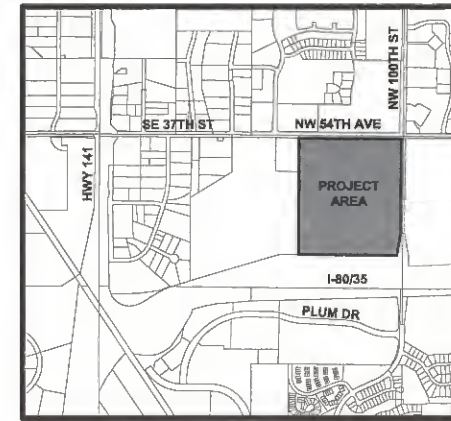 NW 100TH ST
SE 37TH ST
NW 54TH AVE
HWY 141
PROJECT
AREA
I-80/35
PLUM DR